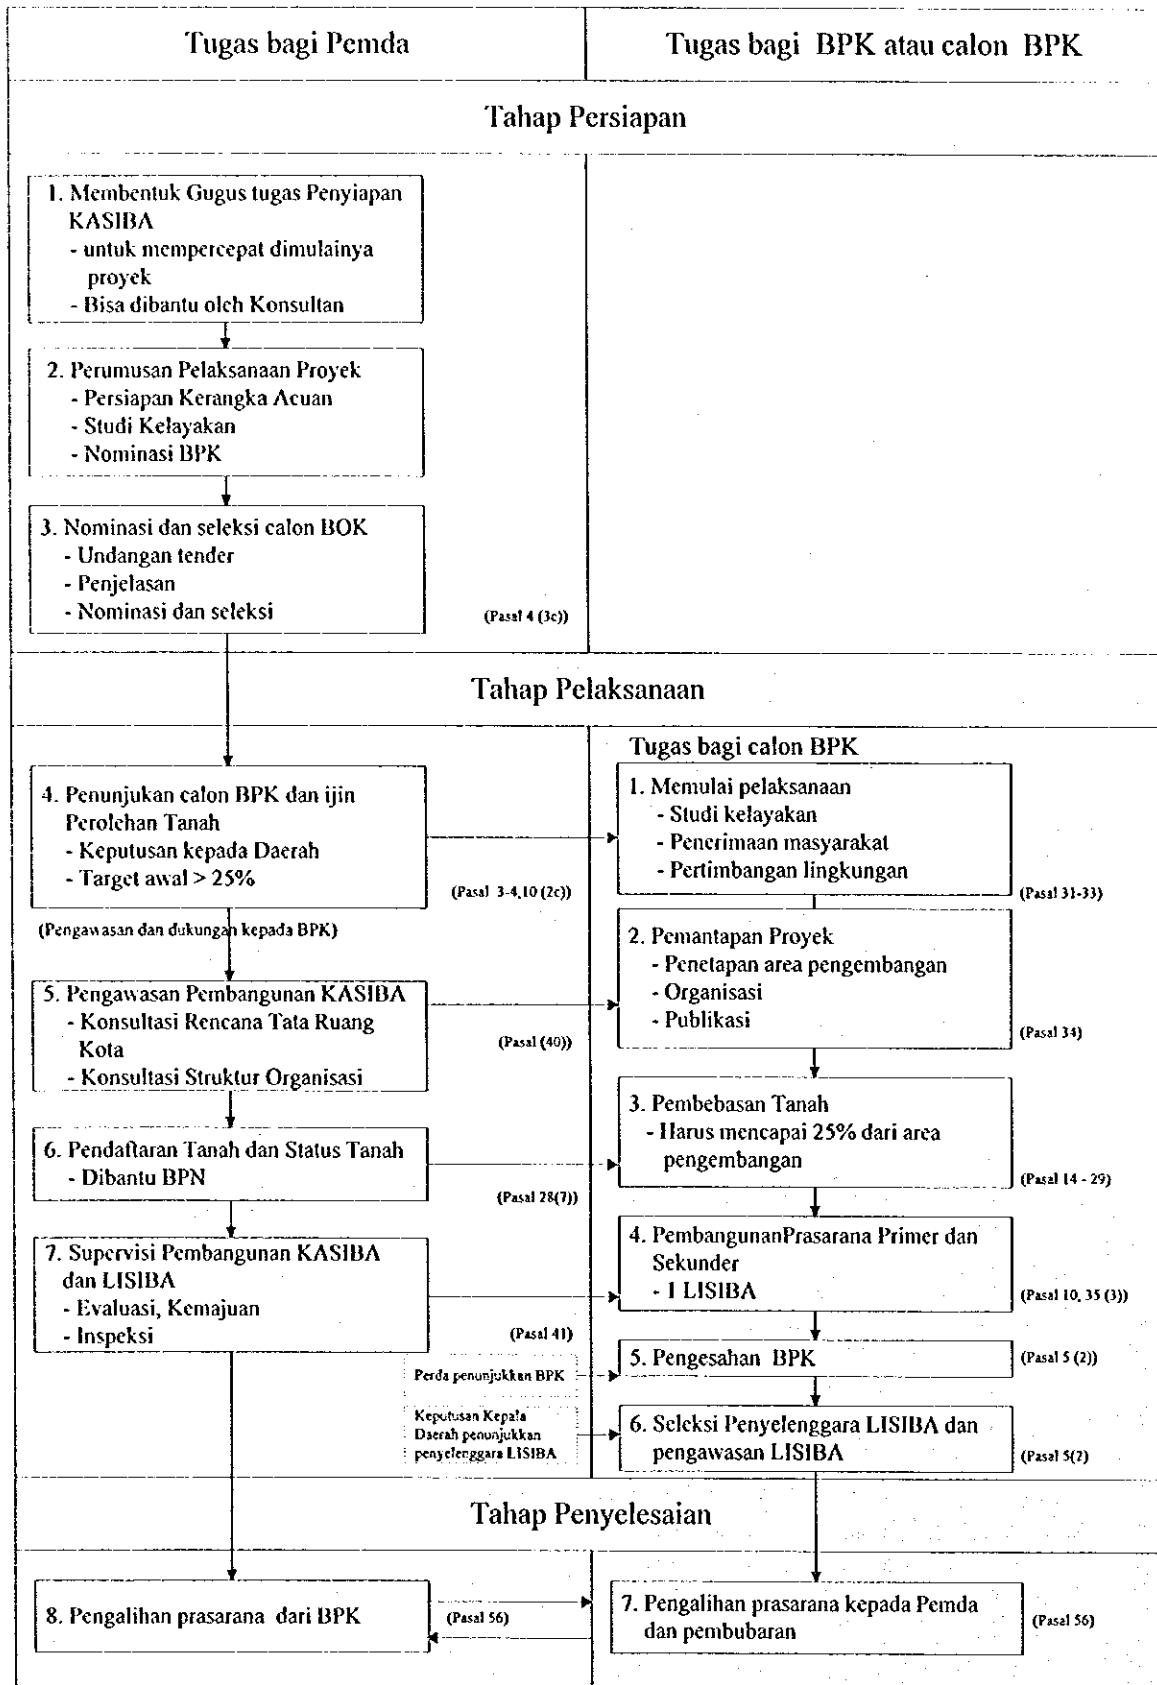 Tugas bagi Pemda
Tugas bagi BPK atau calon BPK
Tahap Persiapan
1. Membentuk Gugus tugas Penyiapan
KASIBA
- untuk mempercepat dimulainya
proyek
- Bisa dibantu oleh Konsultan
2. Perumusan Pelaksanaan Proyek
- Persiapan Kerangka Acuan
- Studi Kelayakan
- Nominasi BPK
3. Nominasi dan seleksi calon BOK
- Undangan tender
- Penjelasan
- Nominasi dan seleksi
(Pasal 4 (3c))
Tahap Pelaksanaan
4. Penunjukan calon BPK dan ijin
Perolehan Tanah
- Keputusan kepada Daerah
- Target awal > 25%
(Pasal 3-4,10 (2c))
(Pengawasan dan dukungan kepada BPK)
5. Pengawasan Pembangunan KASIBA
- Konsultasi Rencana Tata Ruang
Kota
- Konsultasi Struktur Organisasi
(Pasal (40))
6. Pendaftaran Tanah dan Status Tanah
- Dibantu BPN
(Pasal 28(7))
7. Supervisi Pembangunan KASIBA
dan LISIBA
- Evaluasi, Kemajuan
- Inspeksi
(Pasal 41)
Perda penunjukkan BPK
Keputusan Kepala
Daerah penunjukkan
penyelenggara LISIBA
Tugas bagi calon BPK
1. Memulai pelaksanaan
- Studi kelayakan
- Penerimaan masyarakat
- Pertimbangan lingkungan
(Pasal 31-33)
2. Pemantapan Proyek
- Penetapan area pengembangan
- Organisasi
- Publikasi
(Pasal 34)
3. Pembebasan Tanah
- Harus mencapai 25% dari area
pengembangan
(Pasal 14 - 29)
4. PembangunanPrasarana Primer dan
Sekunder
- 1 LISIBA
(Pasal 10, 35 (3))
5. Pengesahan BPK
(Pasal 5 (2))
6. Seleksi Penyelenggara LISIBA dan
pengawasan LISIBA
(Pasal 5(2)
Tahap Penyelesaian
8. Pengalihan prasarana dari BPK
(Pasal 56)
7. Pengalihan prasarana kepada Pemda
dan pembubaran
(Pasal 56)